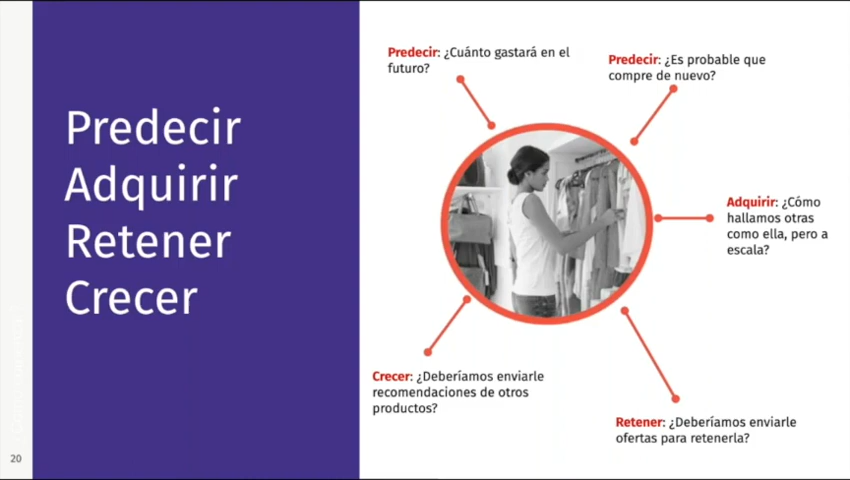 Predecir
Adquirir
Retener
Crecer
Predecir: ¿Cuánto gastará en el
futuro?
Predecir: ¿Es probable que
compre de nuevo?
Adquirir: ¿Cómo
hallamos otras
como ella, pero a
escala?
Crecer: ¿Deberíamos enviarle
recomendaciones de otros
productos?
Retener: ¿Deberíamos enviarle
ofertas para retenerla?
20